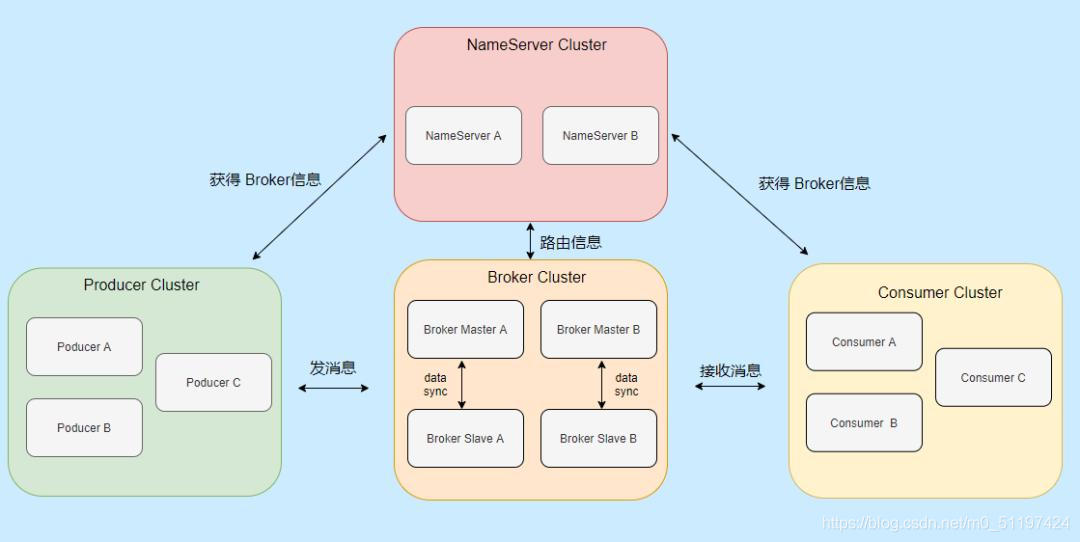 NameServer Cluster
NameServer A
NameServer B
获得 Broker信息
获得 Broker信息
路由信息
Producer Cluster
Poducer A
Poducer C
Poducer B
发消息
Broker Cluster
Broker Master A
Broker Master B
data
sync
data
sync
Broker Slave A
Broker Slave B
接收消息
Consumer Cluster
Consumer A
Consumer C
Consumer B
https://blog.csdn.net/m0_51197424